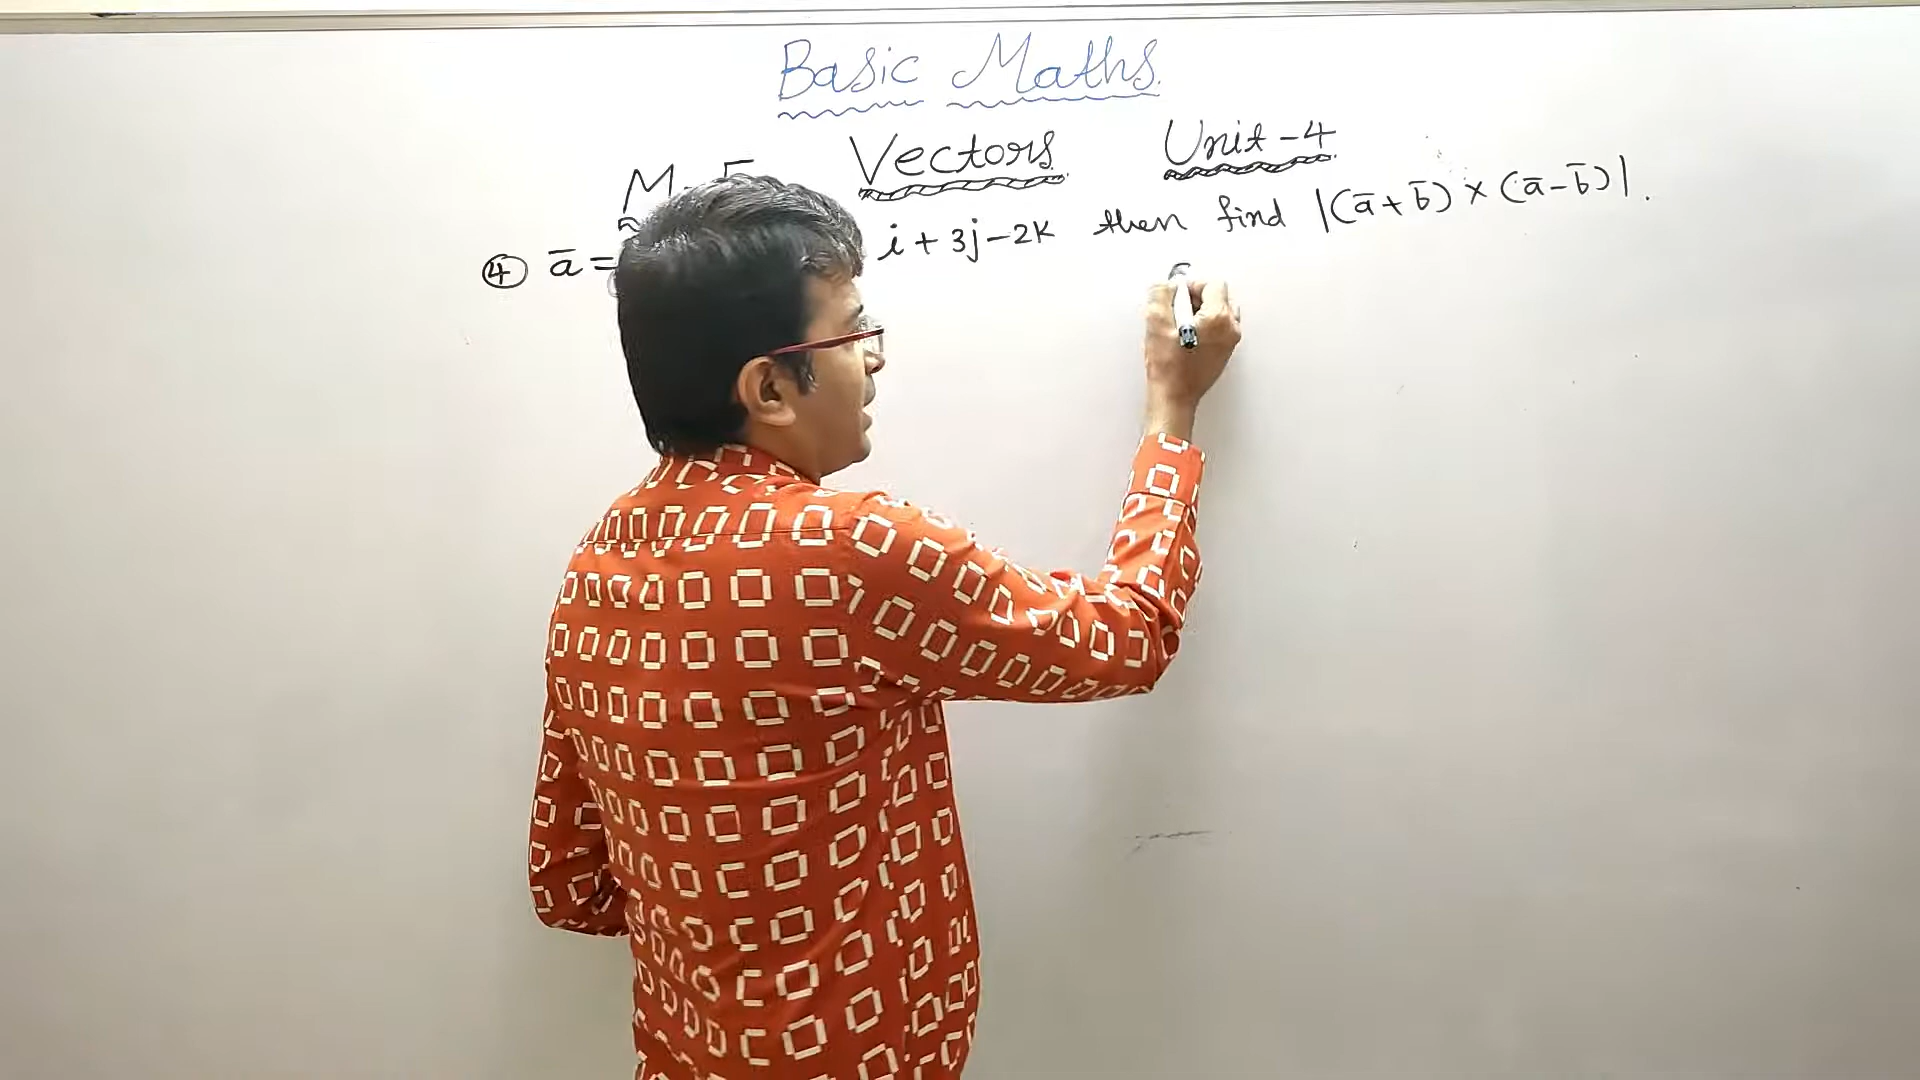 Basic Maths.
Vectors Unit-4
④ a̅ = i + 3j - 2k then find |(a̅ + b̅) × (a̅ - b̅)|.